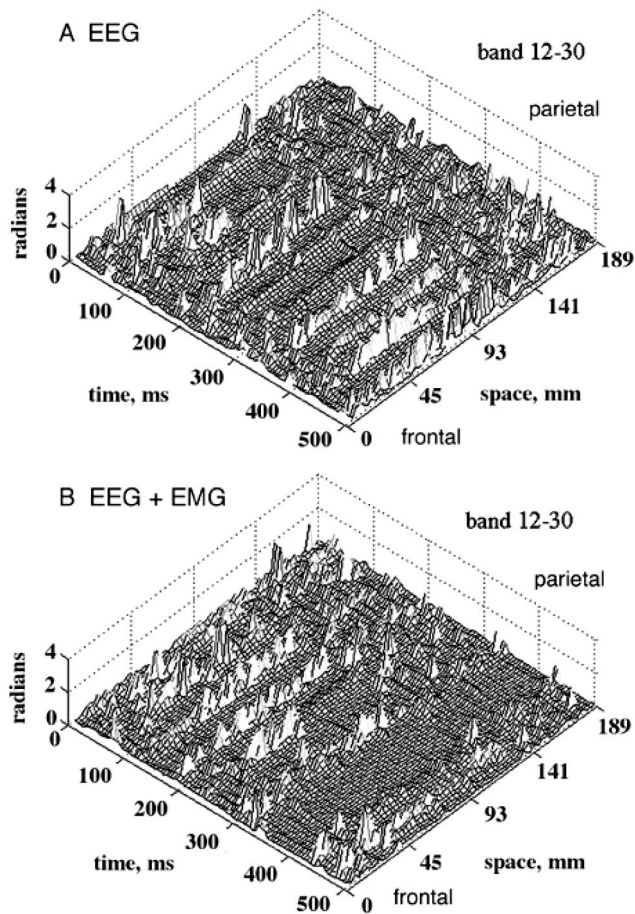 A EEG
band 12-30
parietal
radians
4
2
0
0
100
200
300
400
500
time, ms
0
45
93
141
189
space, mm
frontal
B EEG + EMG
band 12-30
parietal
radians
4
2
0
0
100
200
300
400
500
time, ms
0
45
93
141
189
space, mm
frontal